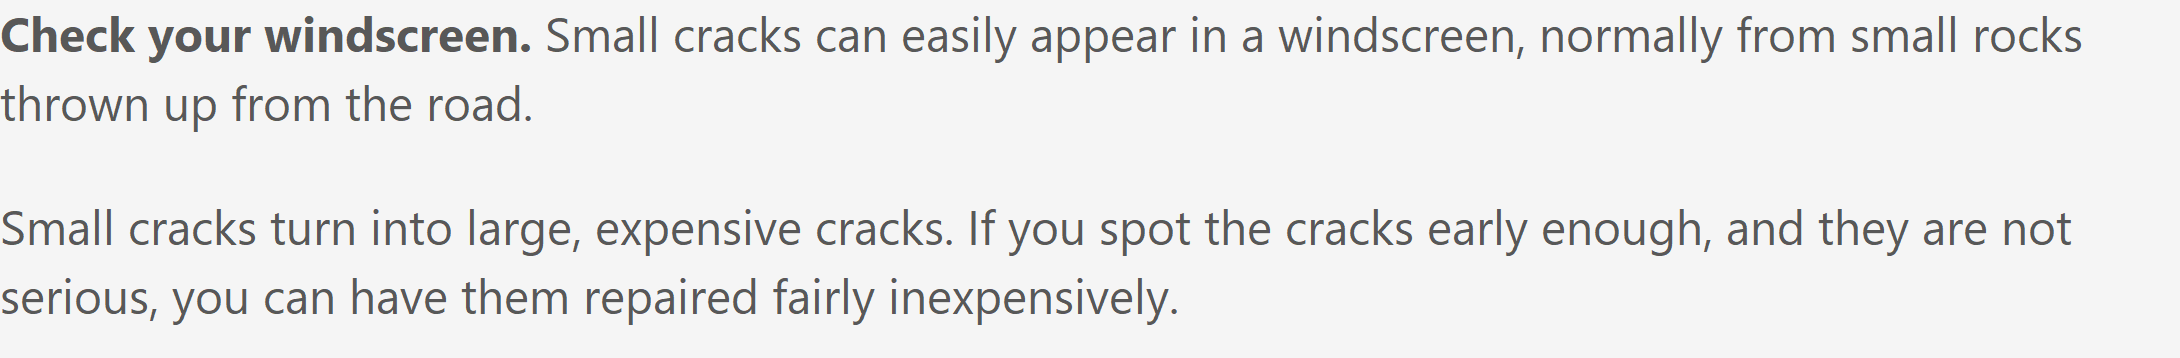 Check your windscreen. Small cracks can easily appear in a windscreen, normally from small rocks
thrown up from the road.
Small cracks turn into large, expensive cracks. If you spot the cracks early enough, and they are not
serious, you can have them repaired fairly inexpensively.